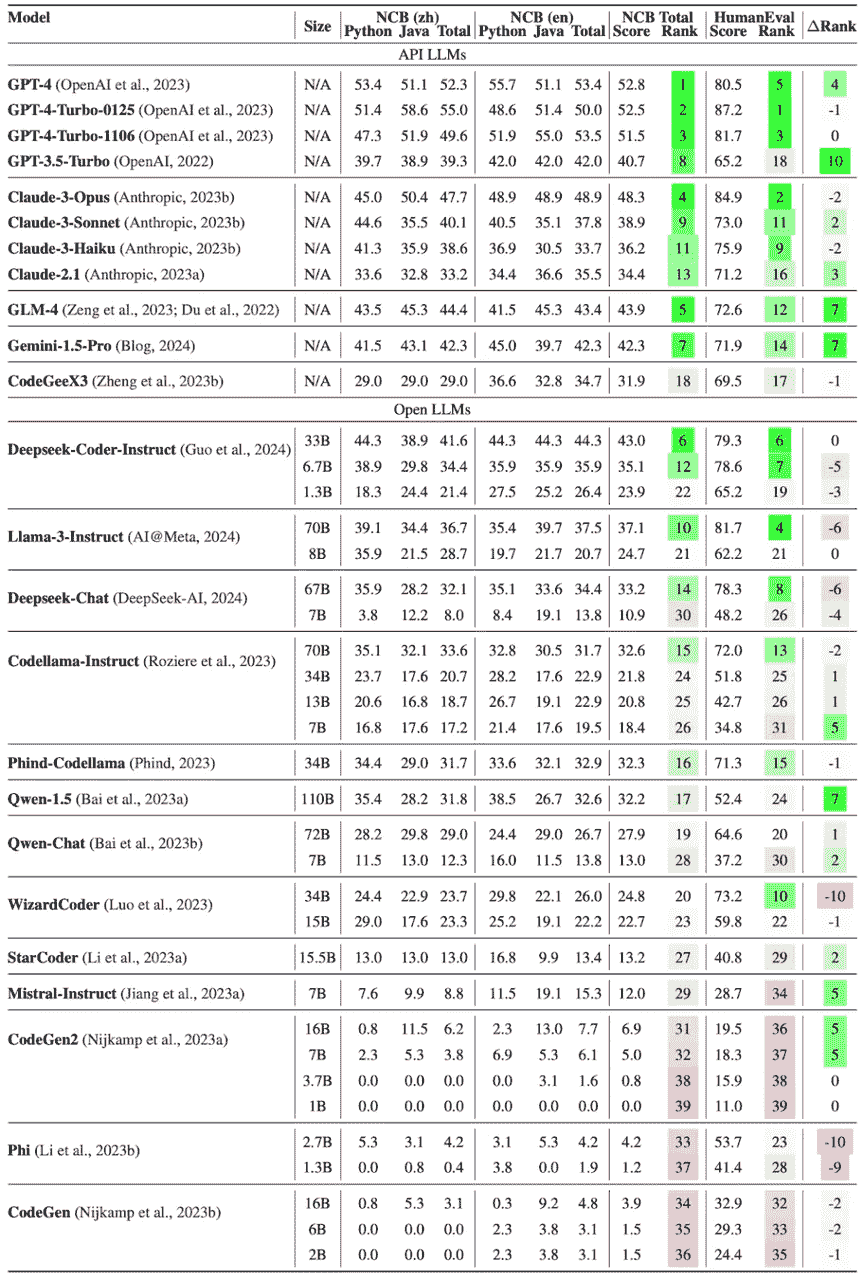 Model Size NCB (zh) NCB (en) NCB Total HumanEval ΔRank
Python Java Total Python Java Total Score Rank Score Rank
API LLMs
GPT-4 (OpenAI et al., 2023) N/A 53.4 51.1 52.3 55.7 51.1 53.4 52.8 1 80.5 5 4
GPT-4-Turbo-0125 (OpenAI et al., 2023) N/A 51.4 58.6 55.0 48.6 51.4 50.0 52.5 2 87.2 1 -1
GPT-4-Turbo-1106 (OpenAI et al., 2023) N/A 47.3 51.9 49.6 51.9 55.0 53.5 51.5 3 81.7 3 0
GPT-3.5-Turbo (OpenAI, 2022) N/A 39.7 38.9 39.3 42.0 42.0 42.0 40.7 8 65.2 18 10
Claude-3-Opus (Anthropic, 2023b) N/A 45.0 50.4 47.7 48.9 48.9 48.9 48.3 4 84.9 2 -2
Claude-3-Sonnet (Anthropic, 2023b) N/A 44.6 35.5 40.1 40.5 35.1 37.8 38.9 9 73.0 11 2
Claude-3-Haiku (Anthropic, 2023b) N/A 41.3 35.9 38.6 36.9 30.5 33.7 36.2 11 75.9 9 -2
Claude-2.1 (Anthropic, 2023a) N/A 33.6 32.8 33.2 34.4 36.6 35.5 34.4 13 71.2 16 3
GLM-4 (Zeng et al., 2023; Du et al., 2022) N/A 43.5 45.3 44.4 41.5 45.3 43.4 43.9 5 72.6 12 7
Gemini-1.5-Pro (Blog, 2024) N/A 41.5 43.1 42.3 45.0 39.7 42.3 42.3 7 71.9 14 7
CodeGeeX3 (Zheng et al., 2023b) N/A 29.0 29.0 29.0 36.6 32.8 34.7 31.9 18 69.5 17 -1
Open LLMs
Deepseek-Coder-Instruct (Guo et al., 2024) 33B 44.3 38.9 41.6 44.3 44.3 44.3 43.0 6 79.3 6 0
6.7B 38.9 29.8 34.4 35.9 35.9 35.9 35.1 12 78.6 7 -5
1.3B 18.3 24.4 21.4 27.5 25.2 26.4 23.9 22 65.2 19 -3
Llama-3-Instruct (AI@Meta, 2024) 70B 39.1 34.4 36.7 35.4 39.7 37.5 37.1 10 81.7 4 -6
8B 35.9 21.5 28.7 19.7 21.7 20.7 24.7 21 62.2 21 0
Deepseek-Chat (DeepSeek-AI, 2024) 67B 35.9 28.2 32.1 35.1 33.6 34.4 33.2 14 78.3 8 -6
7B 3.8 12.2 8.0 8.4 19.1 13.8 10.9 30 48.2 26 -4
Codellama-Instruct (Roziere et al., 2023) 70B 35.1 32.1 33.6 32.8 30.5 31.7 32.6 15 72.0 13 -2
34B 23.7 17.6 20.7 28.2 17.6 22.9 21.8 24 51.8 25 1
13B 20.6 16.8 18.7 26.7 19.1 22.9 20.8 25 42.7 26 1
7B 16.8 17.6 17.2 21.4 17.6 19.5 18.4 26 34.8 31 5
Phind-Codellama (Phind, 2023) 34B 34.4 29.0 31.7 33.6 32.1 32.9 32.3 16 71.3 15 -1
Qwen-1.5 (Bai et al., 2023a) 110B 35.4 28.2 31.8 38.5 26.7 32.6 32.2 17 52.4 24 7
Qwen-Chat (Bai et al., 2023b) 72B 28.2 29.8 29.0 24.4 29.0 26.7 27.9 19 64.6 20 1
7B 11.5 13.0 12.3 16.0 11.5 13.8 13.0 28 37.2 30 2
WizardCoder (Luo et al., 2023) 34B 24.4 22.9 23.7 29.8 22.1 26.0 24.8 20 73.2 10 -10
15B 29.0 17.6 23.3 25.2 19.1 22.2 22.7 23 59.8 22 -1
StarCoder (Li et al., 2023a) 15.5B 13.0 13.0 13.0 16.8 9.9 13.4 13.2 27 40.8 29 2
Mistral-Instruct (Jiang et al., 2023a) 7B 7.6 9.9 8.8 11.5 19.1 15.3 12.0 29 28.7 34 5
CodeGen2 (Nijkamp et al., 2023a) 16B 0.8 11.5 6.2 2.3 13.0 7.7 6.9 31 19.5 36 5
7B 2.3 5.3 3.8 6.9 5.3 6.1 5.0 32 18.3 37 5
3.7B 0.0 0.0 0.0 0.0 3.1 1.6 0.8 38 15.9 38 0
1B 0.0 0.0 0.0 0.0 0.0 0.0 0.0 39 11.0 39 0
Phi (Li et al., 2023b) 2.7B 5.3 3.1 4.2 3.1 5.3 4.2 4.2 33 53.7 23 -10
1.3B 0.0 0.8 0.4 3.8 0.0 1.9 1.2 37 41.4 28 -9
CodeGen (Nijkamp et al., 2023b) 16B 0.8 5.3 3.1 0.3 9.2 4.8 3.9 34 32.9 32 -2
6B 0.0 0.0 0.0 2.3 3.8 3.1 1.5 35 29.3 33 -2
2B 0.0 0.0 0.0 2.3 3.8 3.1 1.5 36 24.4 35 -1